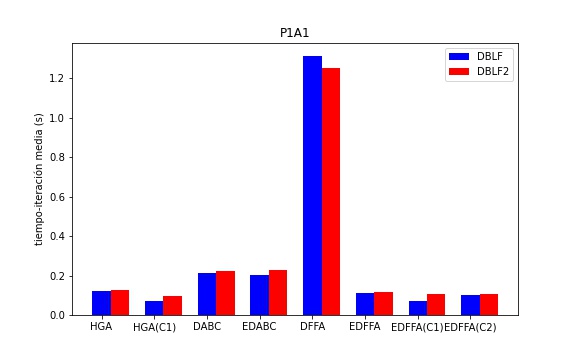 P1A1
DBLF
DBLF2
tiempo-iteración media (s)
1.2
1.0
0.8
0.6
0.4
0.2
0.0
HGA HGA(C1) DABC EDABC DFFA EDFFA EDFFA(C1) EDFFA(C2)